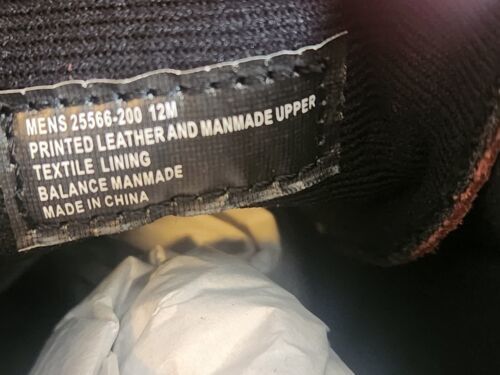 MENS 25566-200 12M
PRINTED LEATHER AND MANMADE UPPER
TEXTILE LINING
BALANCE MANMADE
MADE IN CHINA